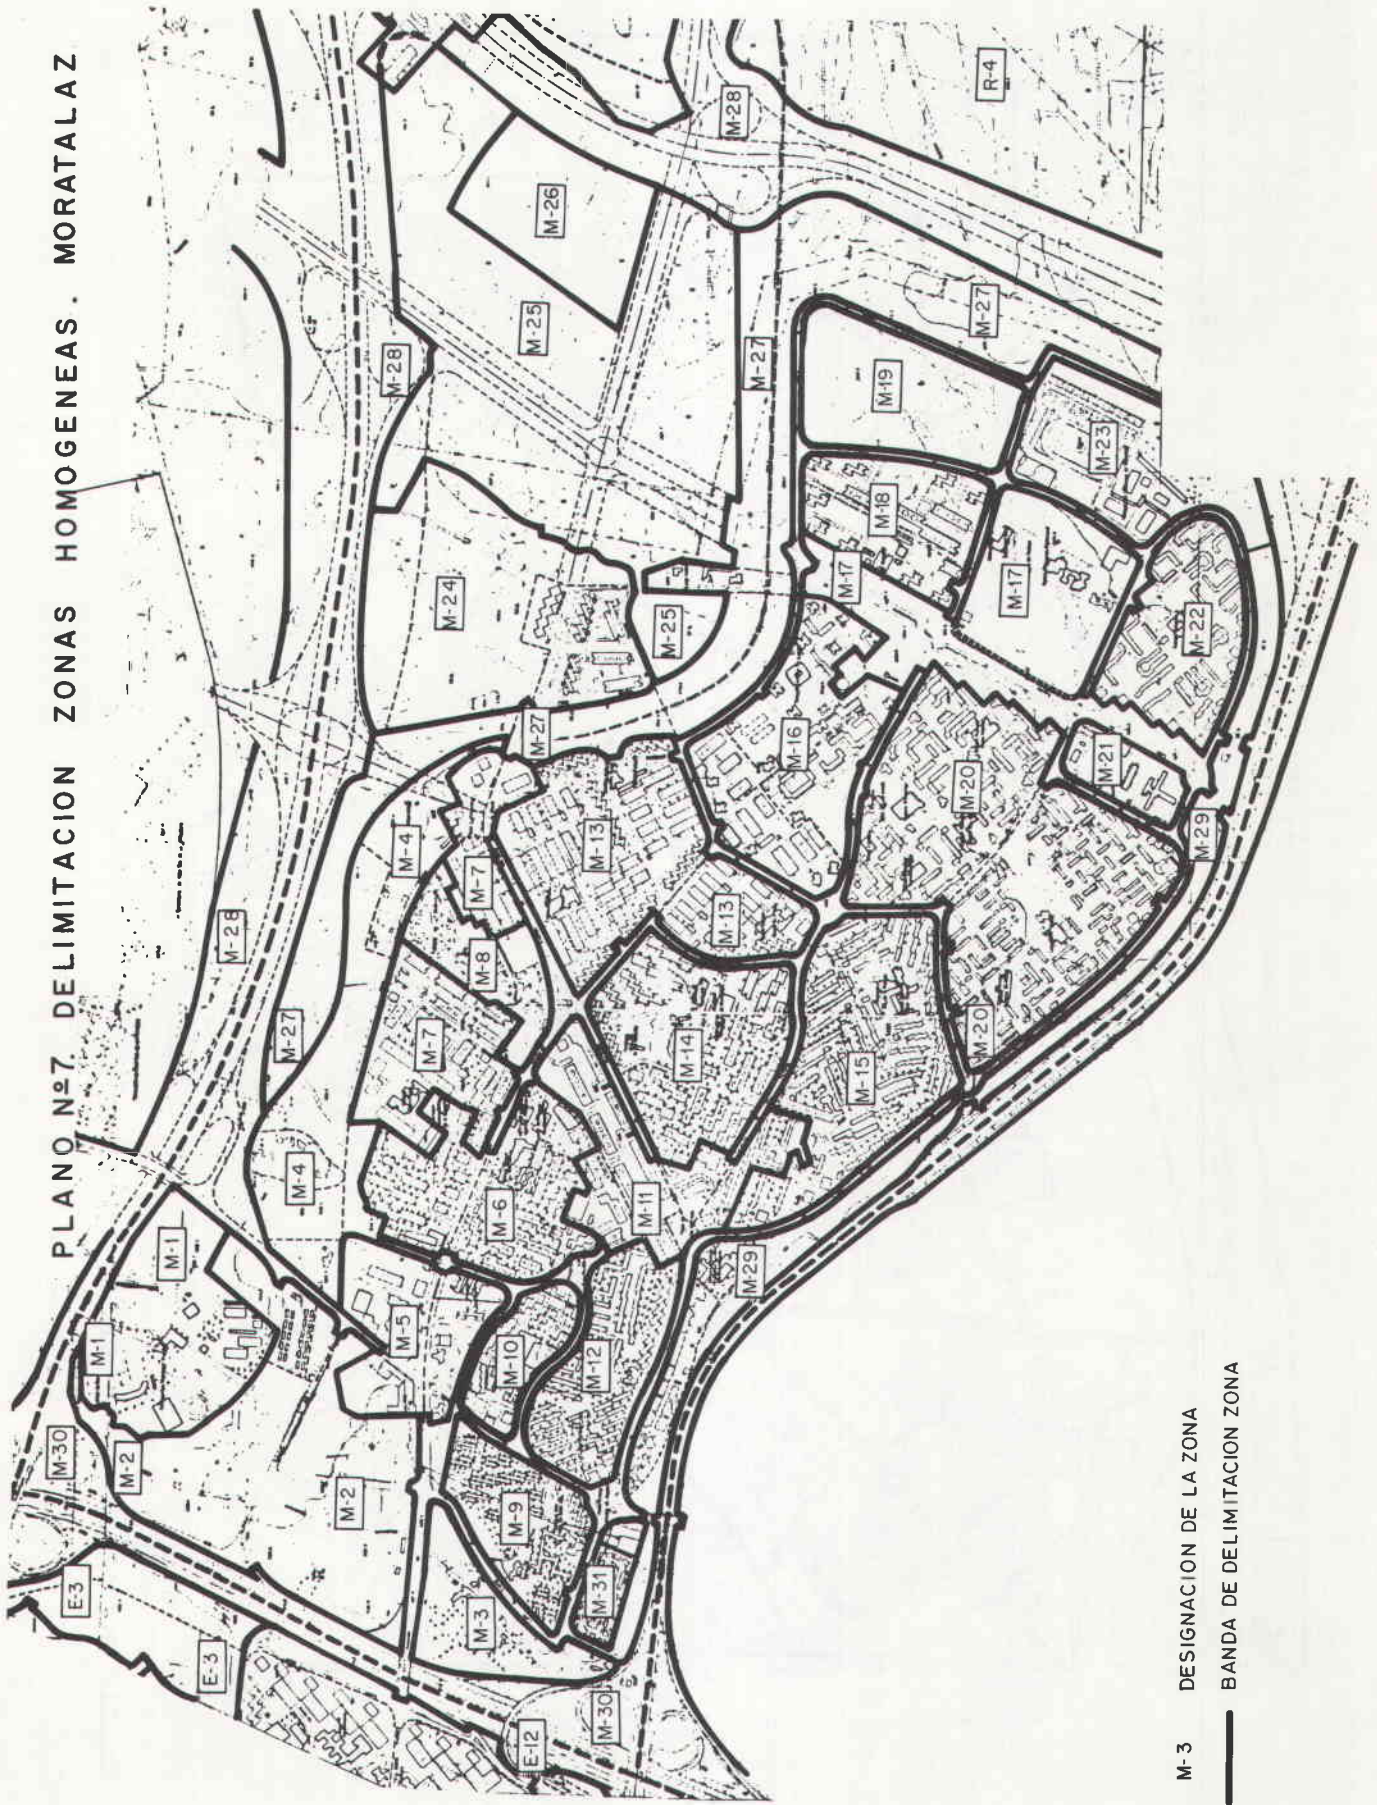 PLANO Nº7 DELIMITACION ZONAS HOMOGENEAS. MORATALAZ
M-30
M-1
M-1
M-2
M-2
E-3
E-3
M-28
M-27
M-4
M-4
M-28
M-28
M-5
M-6
M-7
M-8
M-7
M-27
M-24
M-25
M-25
M-26
R-4
M-3
M-9
M-10
M-12
M-11
M-31
M-14
M-13
M-13
M-16
M-17
M-27
M-27
M-18
M-19
M-17
M-23
M-22
M-21
M-20
M-20
M-15
M-29
M-29
M-30
E-12
M-3 DESIGNACION DE LA ZONA
BANDA DE DELIMITACION ZONA